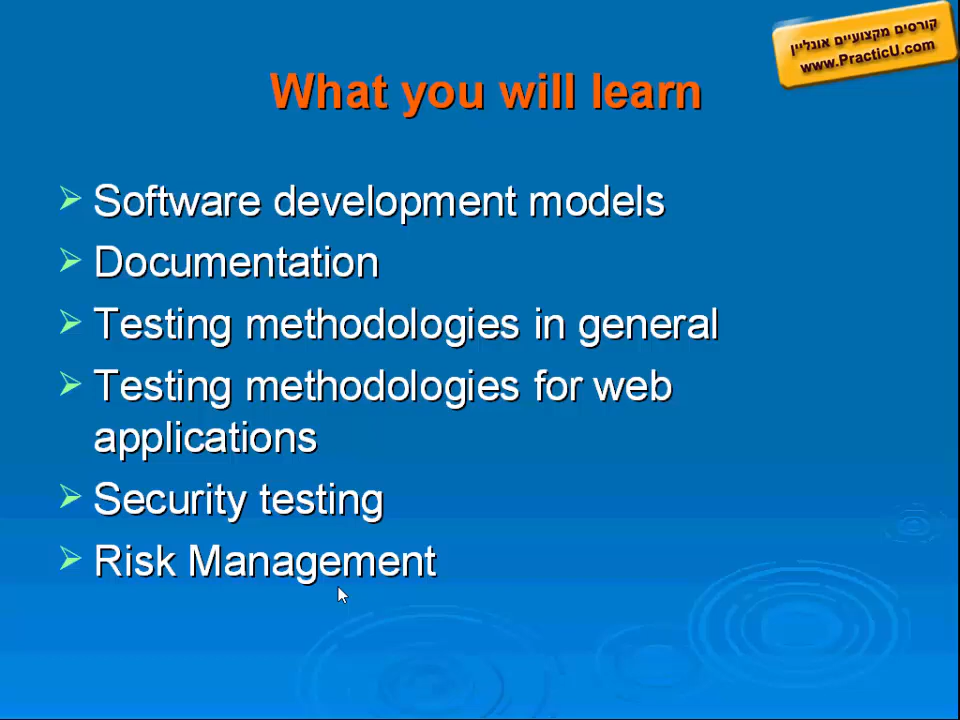 קורסים מקצועיים אונליין
www.PracticU.com
What you will learn
Software development models
Documentation
Testing methodologies in general
Testing methodologies for web
applications
Security testing
Risk Management